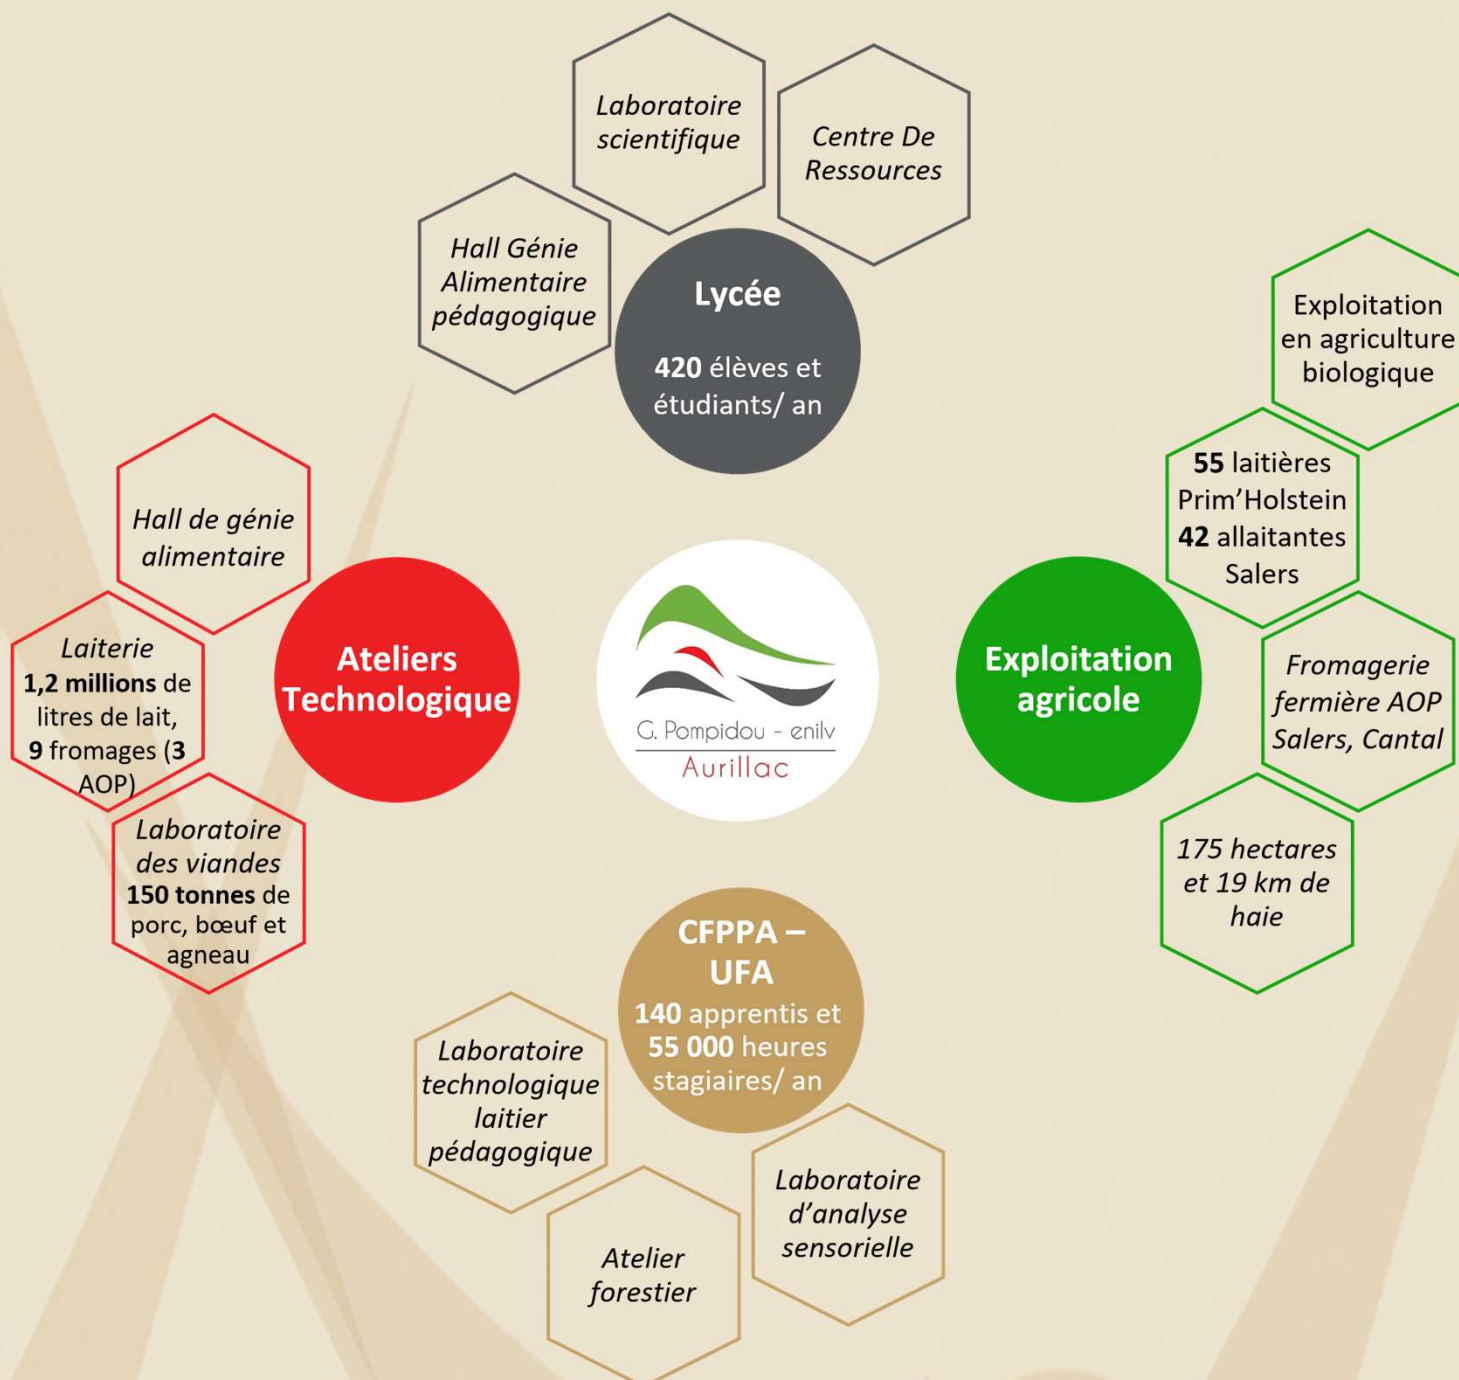 Laboratoire
scientifique
Centre De
Ressources
Hall Génie
Alimentaire
pédagogique
Lycée
420 élèves et
étudiants/ an
Exploitation
en agriculture
biologique
55 laitières
Prim’Holstein
42 allaitantes
Salers
Hall de génie
alimentaire
Laiterie
1,2 millions de
litres de lait,
9 fromages (3
AOP)
Ateliers
Technologique
G. Pompidou - enilv
Aurillac
Exploitation
agricole
Fromagerie
fermière AOP
Salers, Cantal
Laboratoire
des viandes
150 tonnes de
porc, bœuf et
agneau
175 hectares
et 19 km de
haie
CFPPA –
UFA
140 apprentis et
55 000 heures
stagiaires/ an
Laboratoire
technologique
laitier
pédagogique
Atelier
forestier
Laboratoire
d’analyse
sensorielle